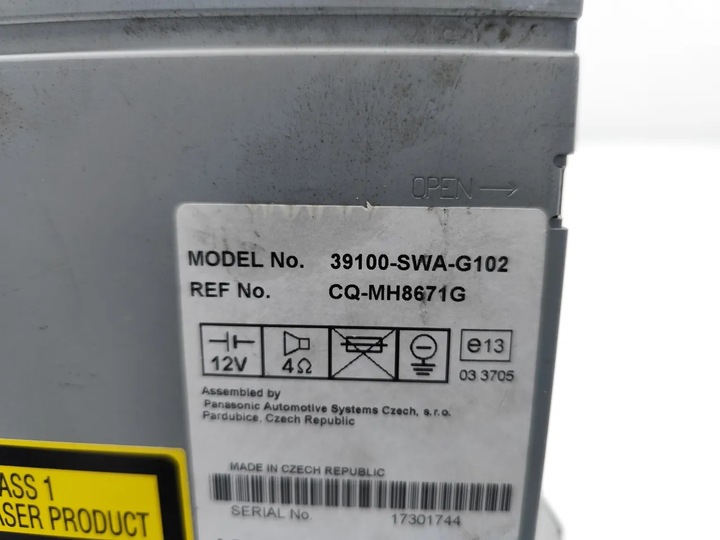 OPEN
MODEL No. 39100-SWA-G102
REF No. CQ-MH8671G
12V 4Ω e13
03 3705
Assembled by
Panasonic Automotive Systems Czech, s.r.o.
Pardubice, Czech Republic
MADE IN CZECH REPUBLIC
SERIAL No. 17301744
ASS 1
ASER PRODUCT